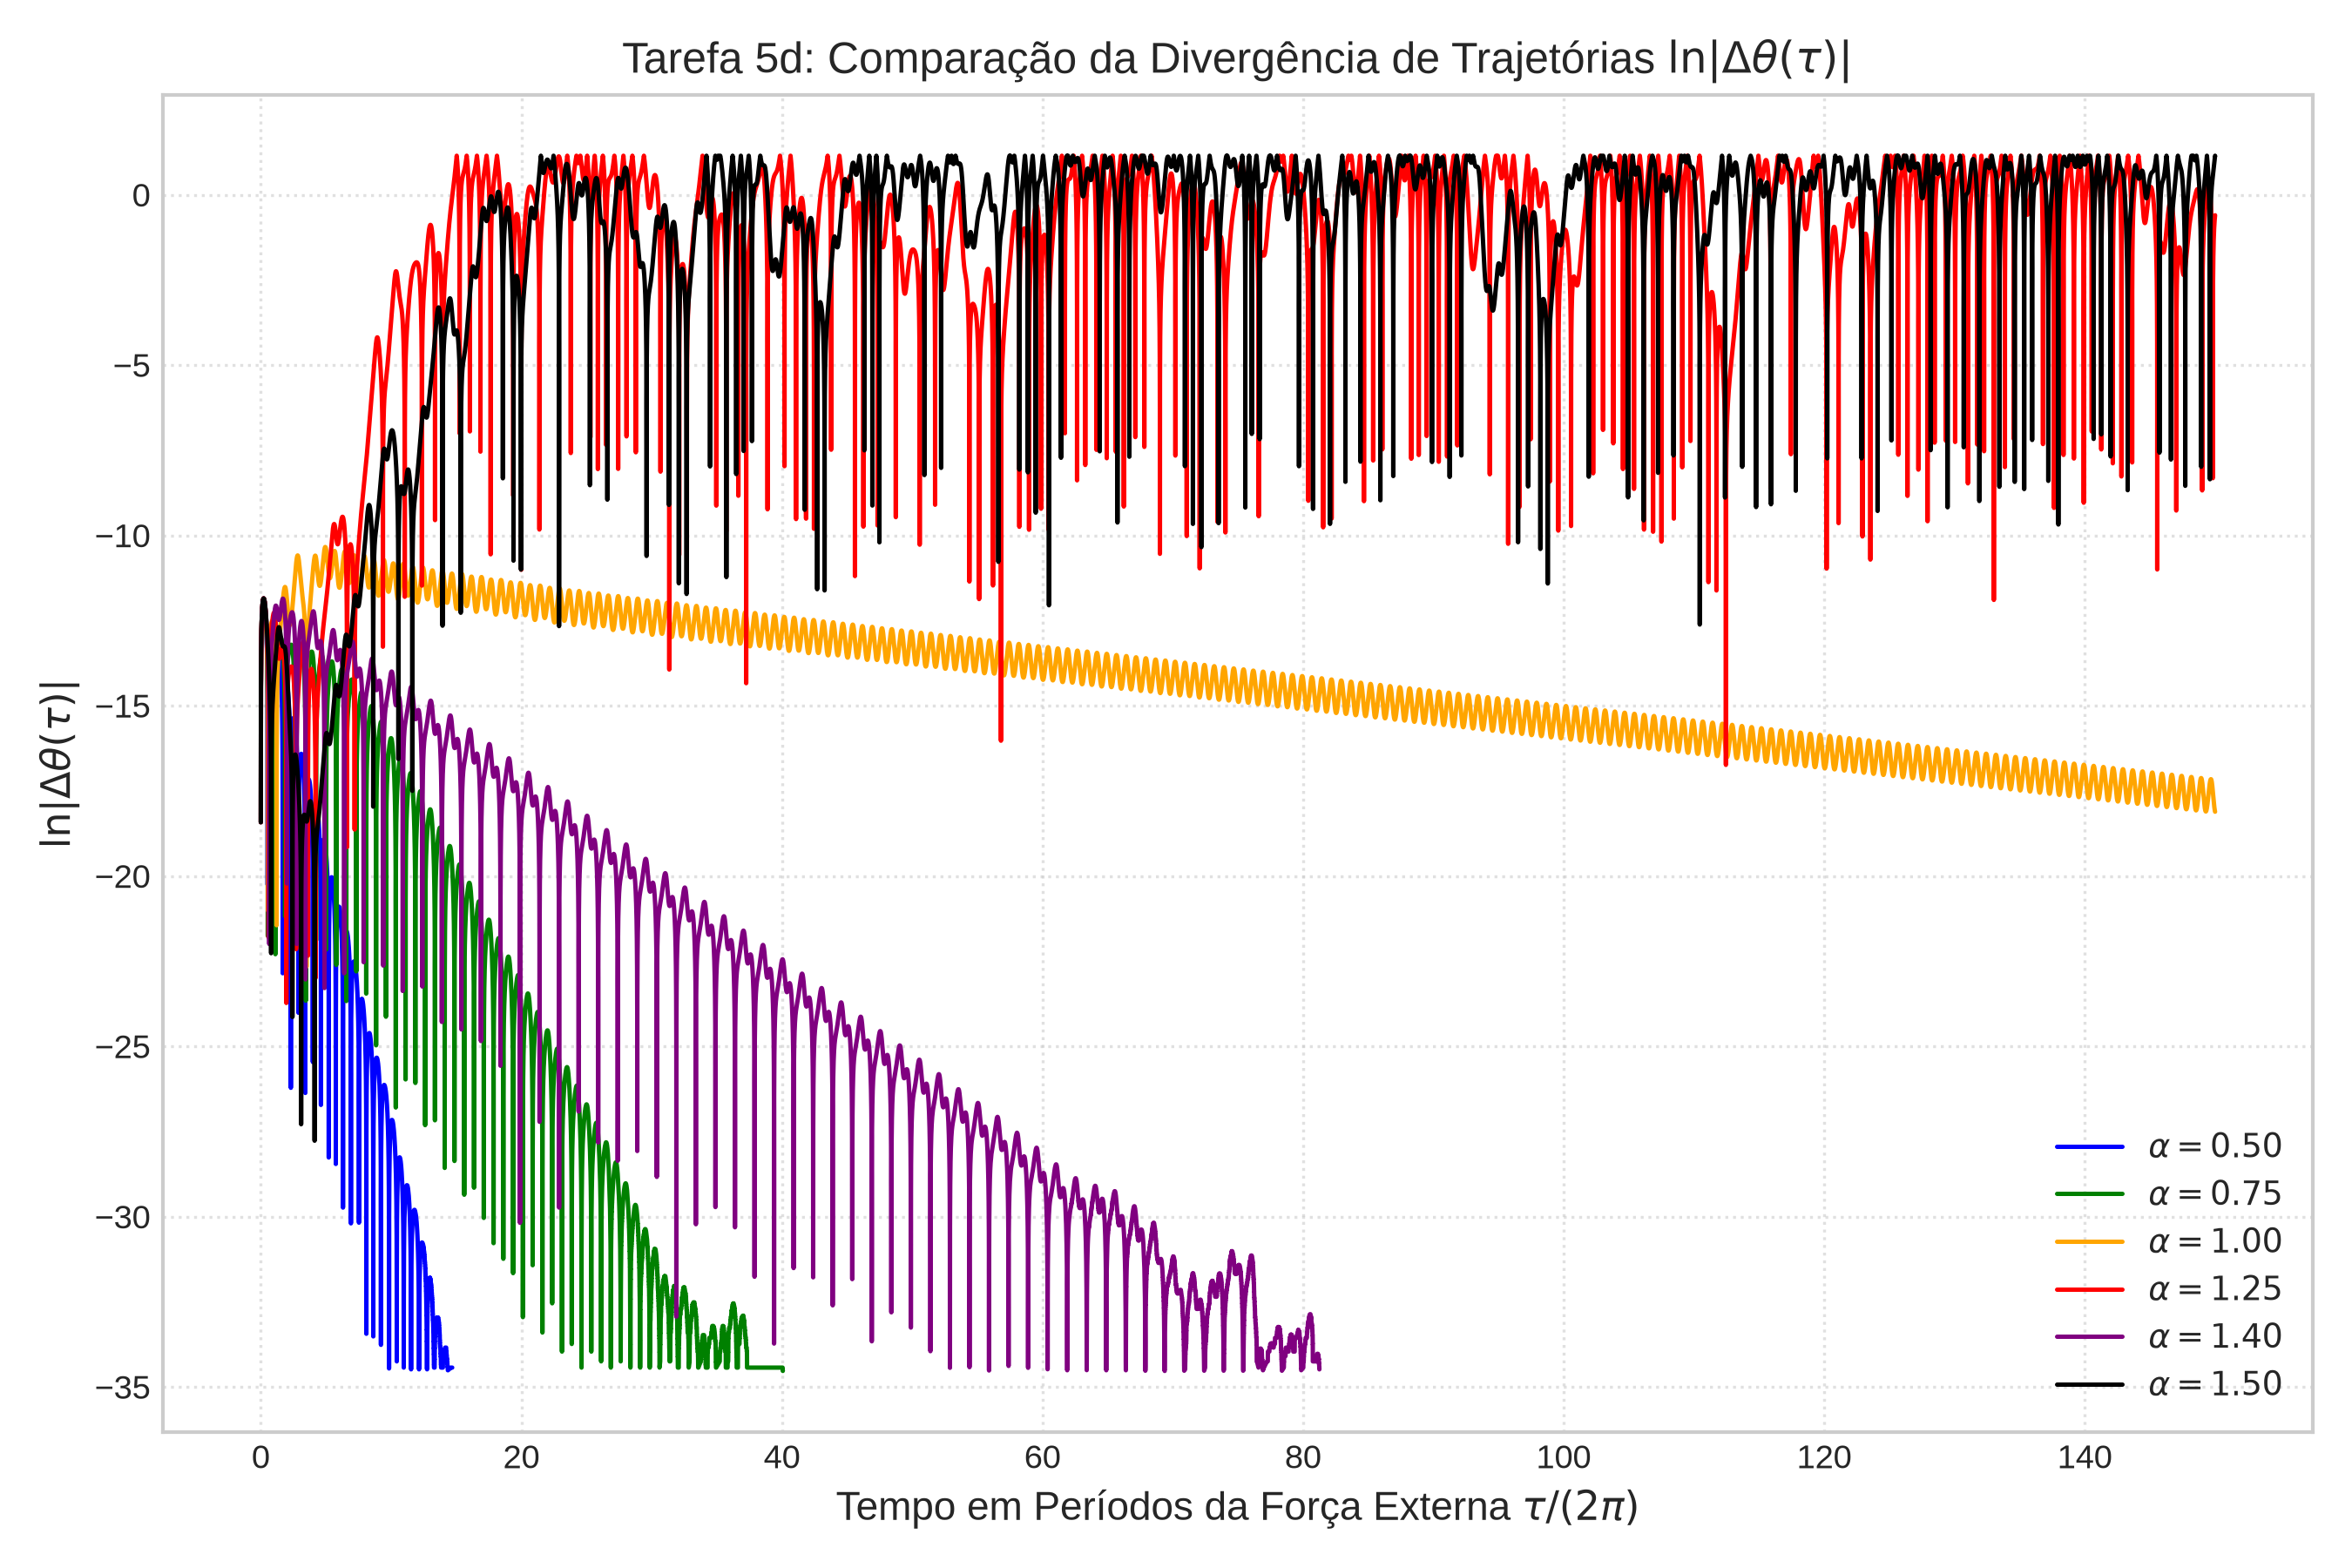 Tarefa 5d: Comparação da Divergência de Trajetórias ln|Δθ(τ)|
ln|Δθ(τ)|
0
−5
−10
−15
−20
−25
−30
−35
0 20 40 60 80 100 120 140
Tempo em Períodos da Força Externa τ/(2π)
α = 0.50
α = 0.75
α = 1.00
α = 1.25
α = 1.40
α = 1.50